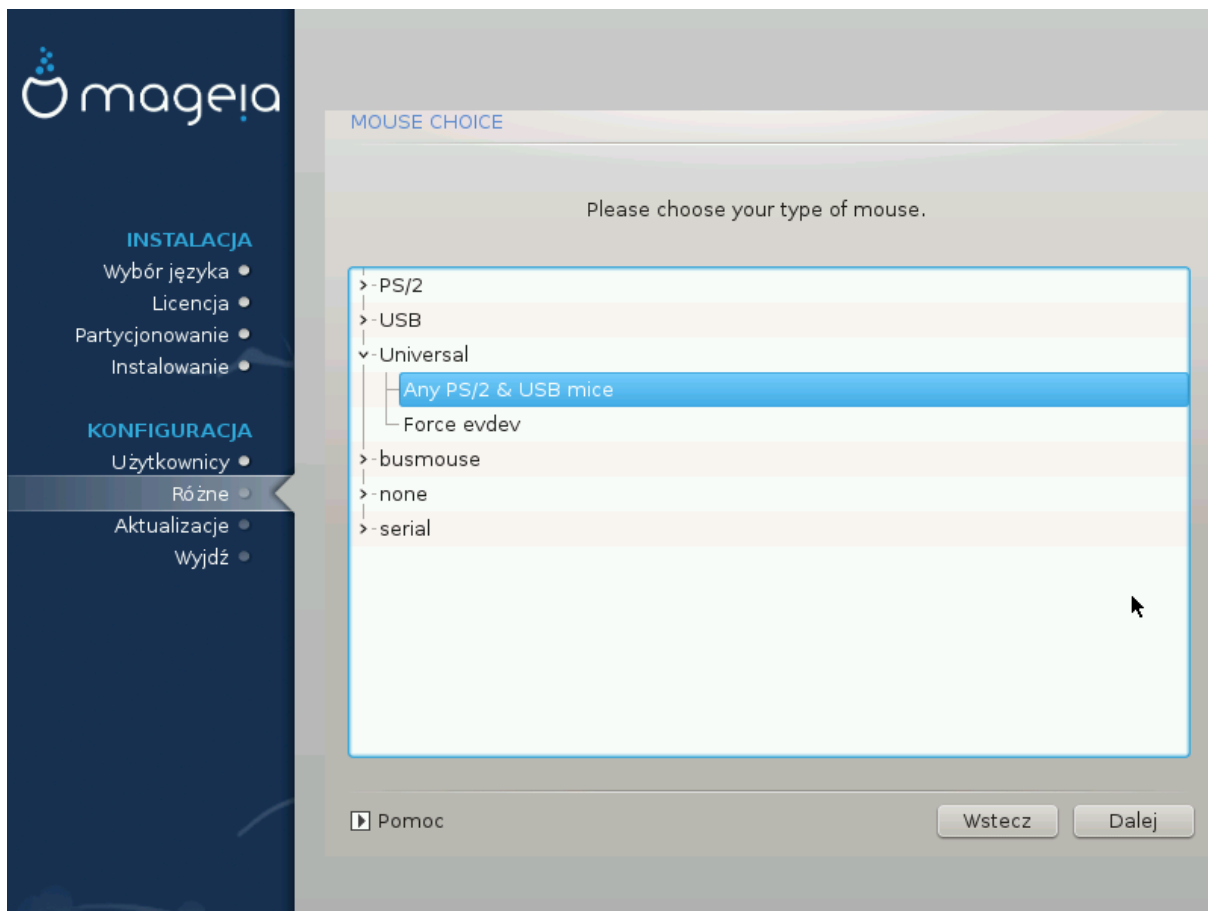 mageia
INSTALACJA
Wybór języka
Licencja
Partycjonowanie
Instalowanie
KONFIGURACJA
Użytkownicy
Różne
Aktualizacje
Wyjdź
MOUSE CHOICE
Please choose your type of mouse.
PS/2
USB
Universal
Any PS/2 & USB mice
Force evdev
busmouse
none
serial
Pomoc
Wstecz
Dalej